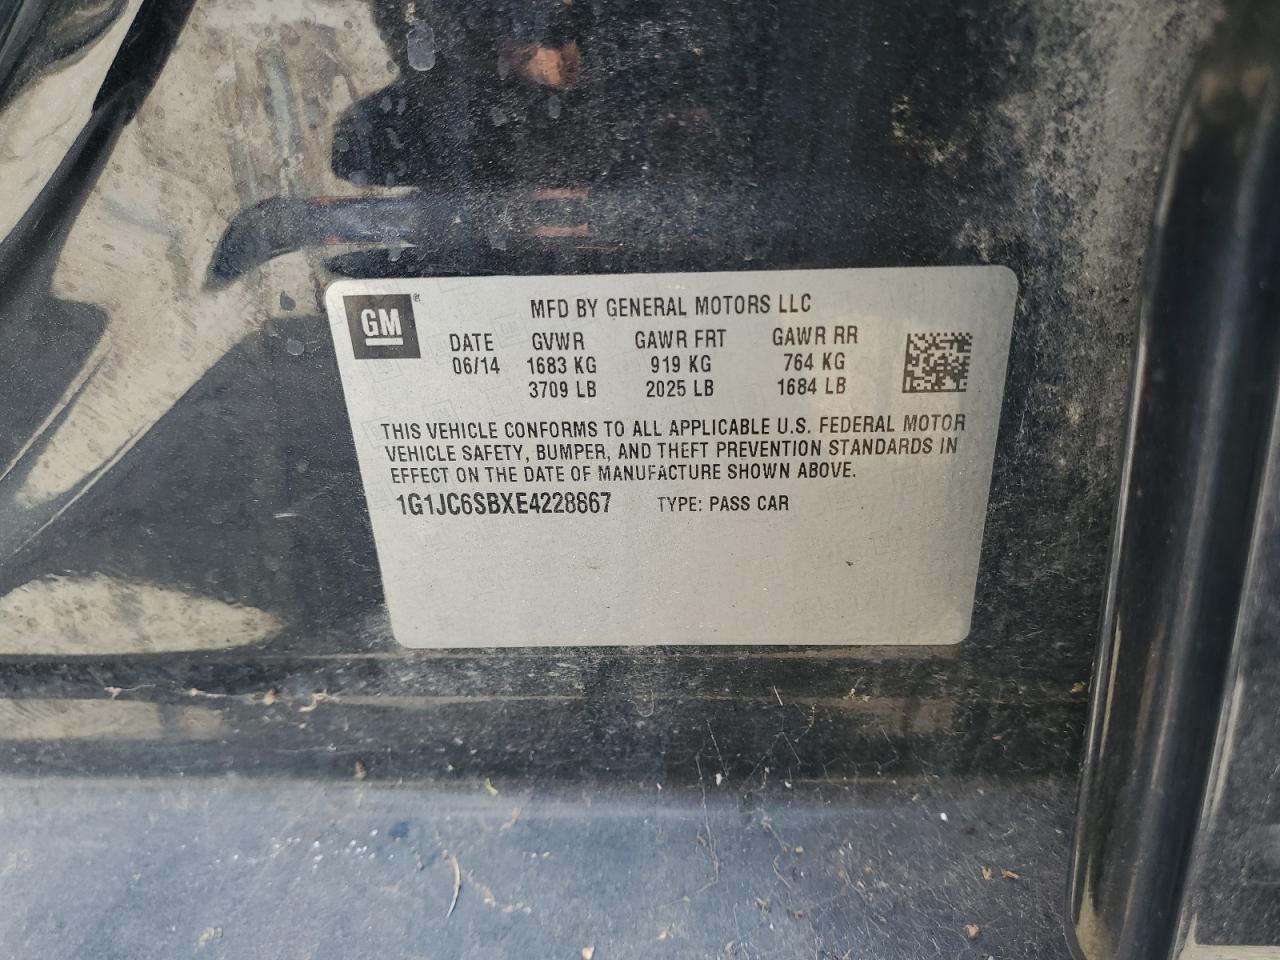 GM
MFD BY GENERAL MOTORS LLC
DATE GVWR GAWR FRT GAWR RR
06/14 1683 KG 919 KG 764 KG
3709 LB 2025 LB 1684 LB
THIS VEHICLE CONFORMS TO ALL APPLICABLE U.S. FEDERAL MOTOR
VEHICLE SAFETY, BUMPER, AND THEFT PREVENTION STANDARDS IN
EFFECT ON THE DATE OF MANUFACTURE SHOWN ABOVE.
1G1JC6SBXE4228867 TYPE: PASS CAR